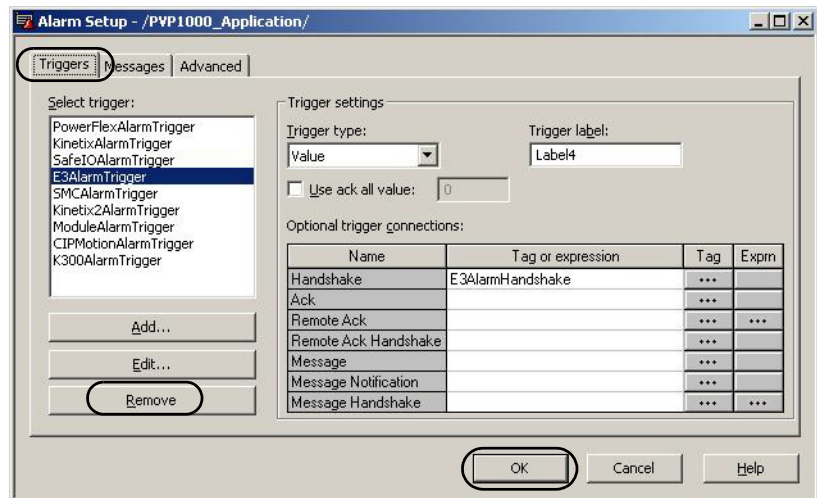 Alarm Setup - /PVP1000_Application/
Triggers Messages Advanced
Select trigger:
PowerFlexAlarmTrigger
KinetixAlarmTrigger
SafeIOAlarmTrigger
E3AlarmTrigger
SMCAlarmTrigger
Kinetix2AlarmTrigger
ModuleAlarmTrigger
CIPMotionAlarmTrigger
K300AlarmTrigger
Add...
Edit...
Remove
Trigger settings
Trigger type:
Trigger label:
Value
Label4
Use ack all value:
0
Optional trigger connections:
Name Tag or expression Tag Exprn
Handshake E3AlarmHandshake ...
Ack ...
Remote Ack ... ...
Remote Ack Handshake ...
Message ...
Message Notification ...
Message Handshake ... ...
OK Cancel Help